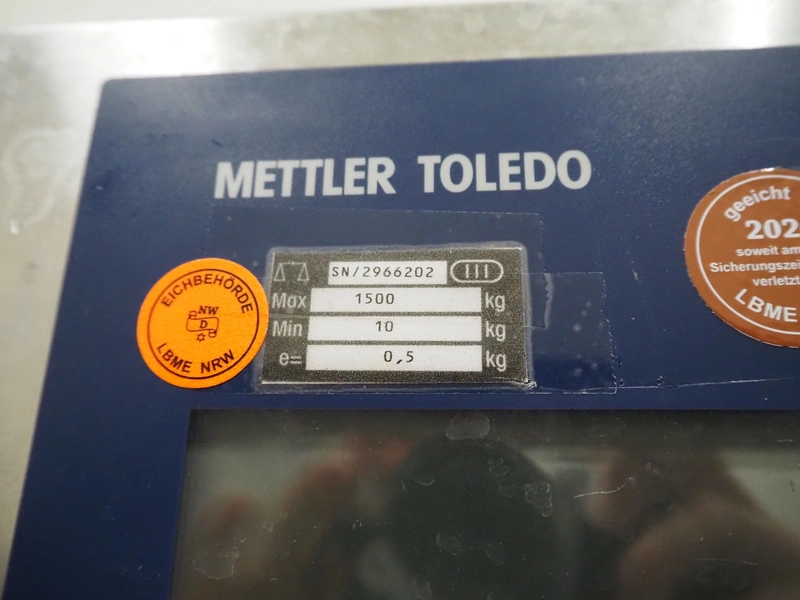 METTLER TOLEDO
SN/2966202 III
Max 1500 kg
Min 10 kg
e= 0,5 kg
EICHBEHÖRDE
NW
D
LBME NRW
geeicht
202
soweit am
Sicherungszei
verletzt
LBME